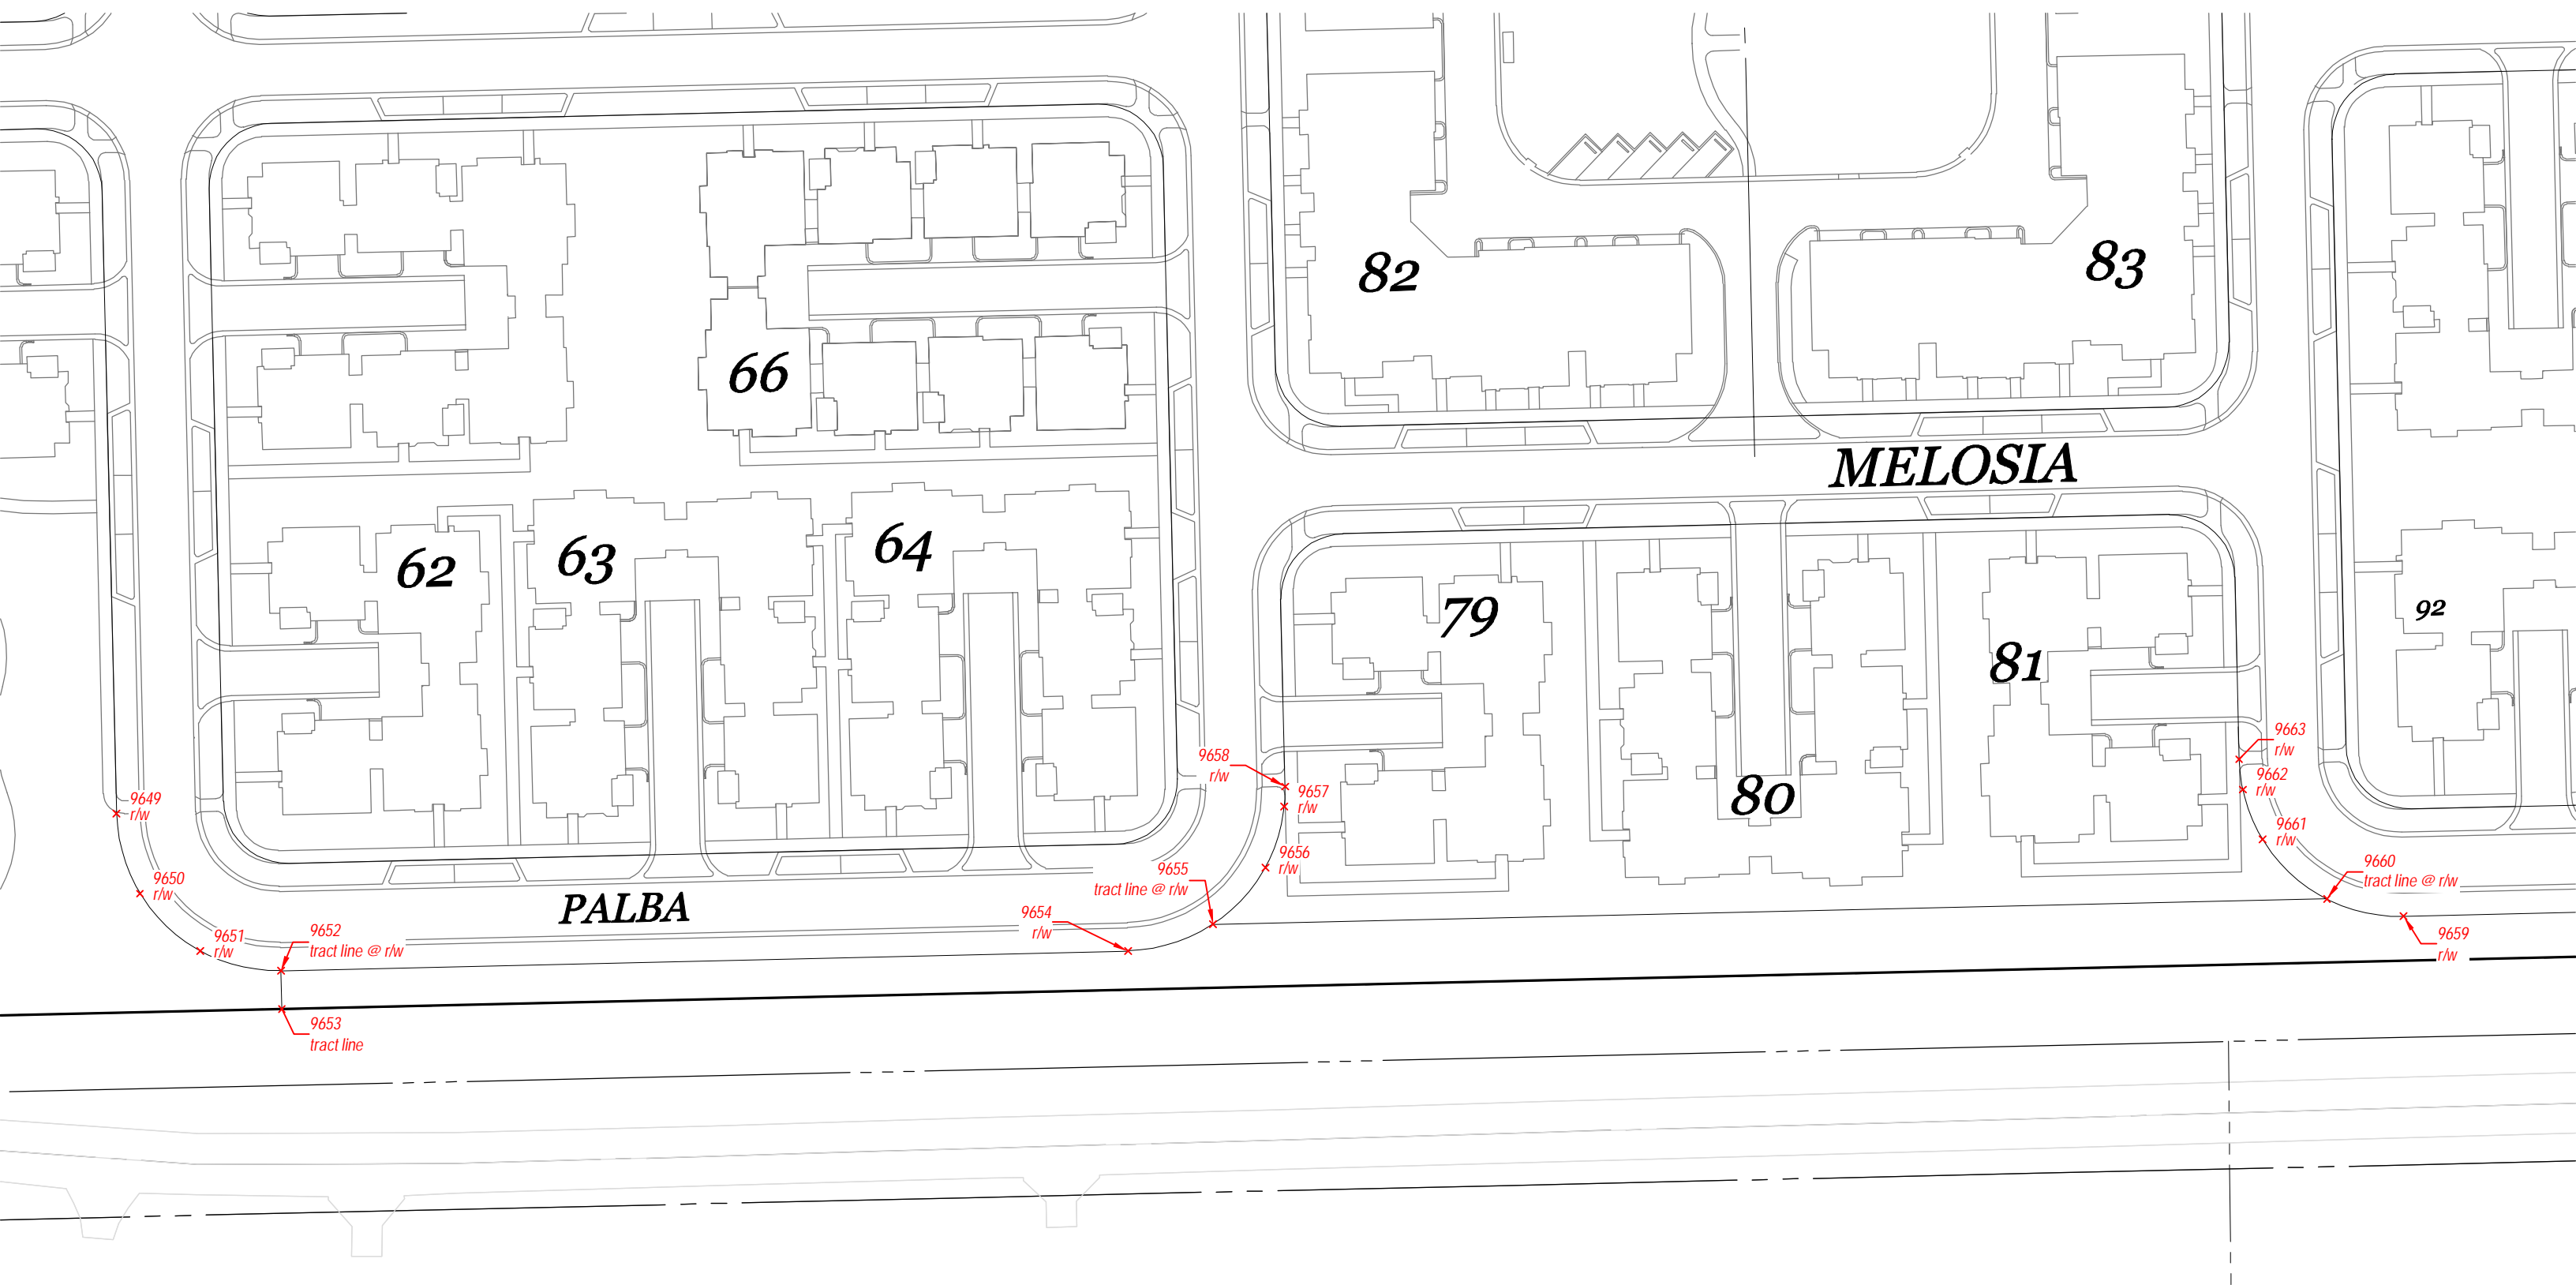 82
83
66
MELOSIA
62
63
64
79
80
81
92
9649
r/w
9650
r/w
9651
r/w
9652
tract line @ r/w
9653
tract line
PALBA
9654
r/w
9655
tract line @ r/w
9656
r/w
9657
r/w
9658
r/w
9663
r/w
9662
r/w
9661
r/w
9660
tract line @ r/w
9659
r/w